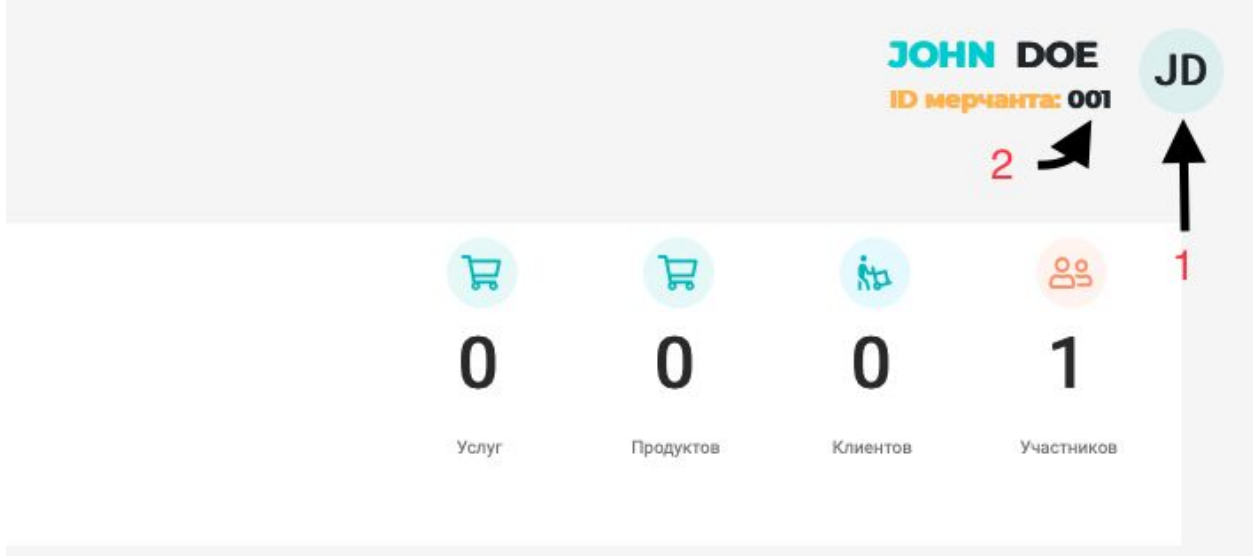 JOHN DOE
JD
ID мерчанта: 001
2
1
0 0 0 1
Услуг Продуктов Клиентов Участников